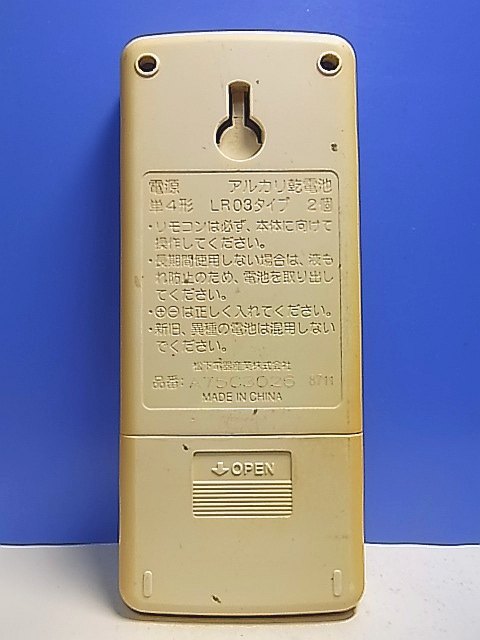 電源 アルカリ乾電池
単4形 LR03タイプ 2個
・リモコンは必ず、本体に向けて
操作してください。
・長期間使用しない場合は、液も
れ防止のため、電池を取り出し
てください。
・⊕⊖は正しく入れてください。
・新旧、異種の電池は混用しない
でください。
松下電器産業株式会社
品番: A75C3026 8711
MADE IN CHINA
OPEN